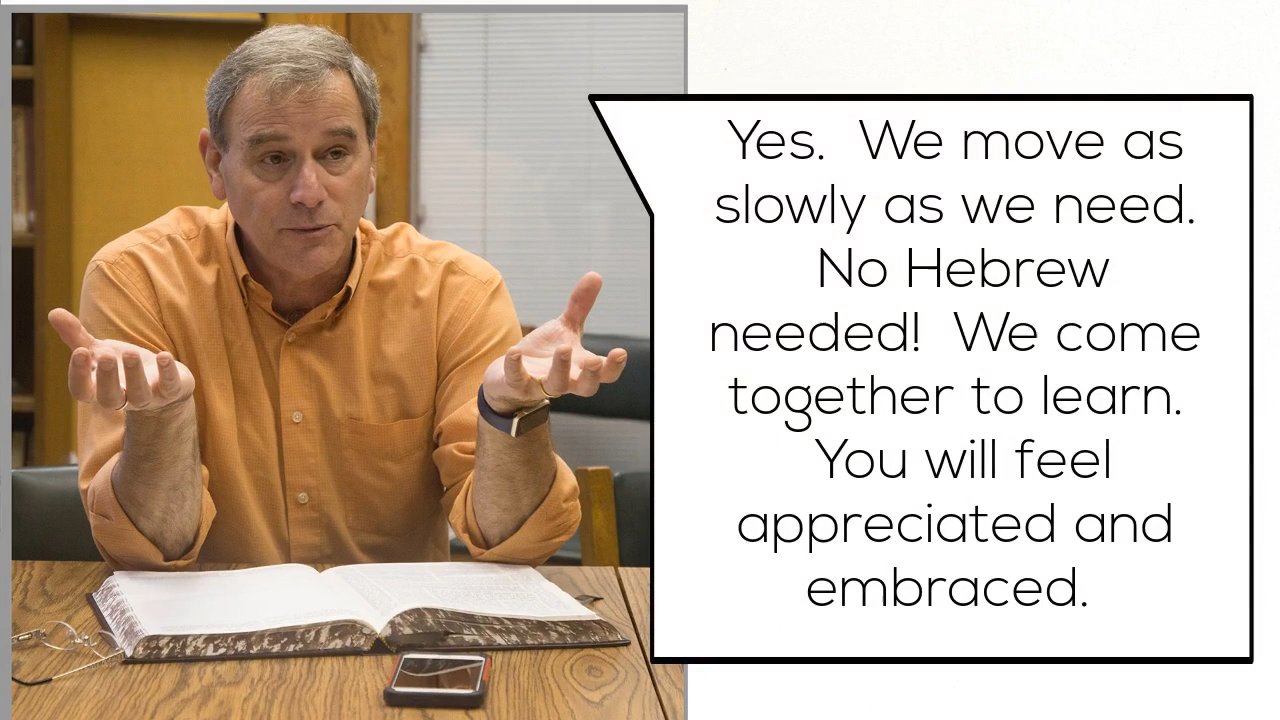 Yes. We move as
slowly as we need.
No Hebrew
needed! We come
together to learn.
You will feel
appreciated and
embraced.